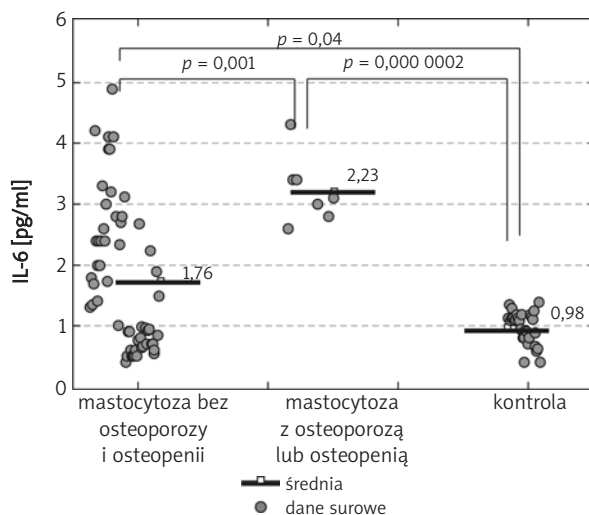 6
p = 0,04
5
p = 0,001
p = 0,000 0002
4
2,23
3
IL-6 [pg/ml]
2
1,76
1
0,98
0
mastocytoza bez
osteoporozy
i osteopenii
mastocytoza
z osteoporozą
lub osteopenią
kontrola
średnia
dane surowe